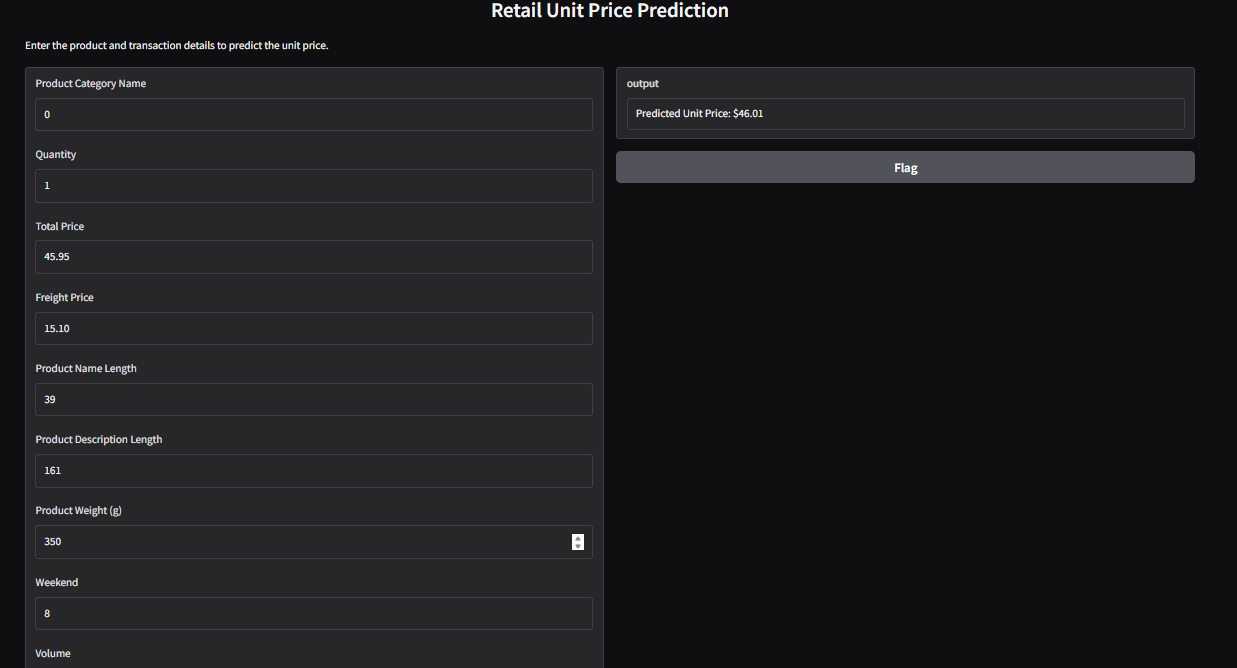 Retail Unit Price Prediction
Enter the product and transaction details to predict the unit price.
Product Category Name
0
Quantity
1
Total Price
45.95
Freight Price
15.10
Product Name Length
39
Product Description Length
161
Product Weight (g)
350
Weekend
8
Volume
output
Predicted Unit Price: $46.01
Flag